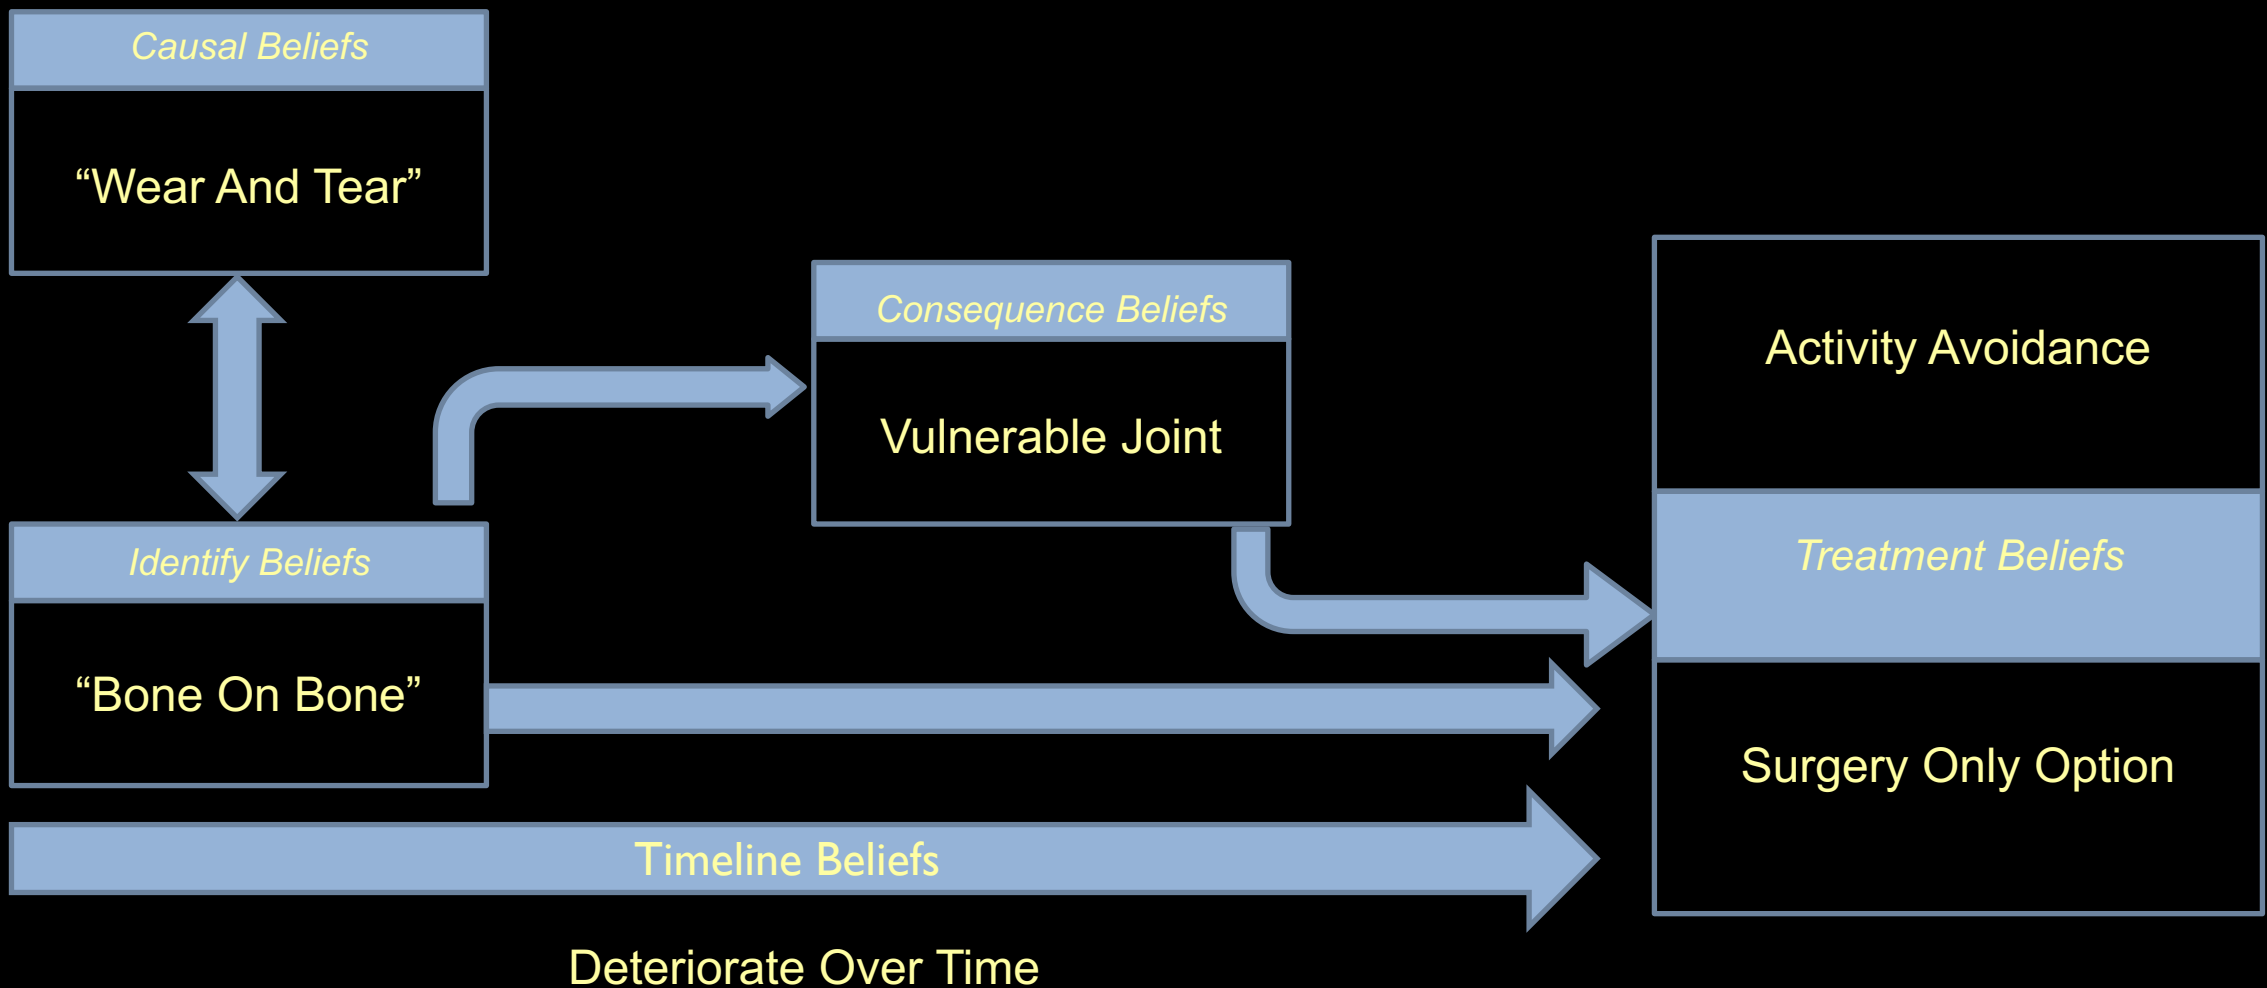 Causal Beliefs
“Wear And Tear”
Identify Beliefs
“Bone On Bone”
Consequence Beliefs
Vulnerable Joint
Activity Avoidance
Treatment Beliefs
Surgery Only Option
Timeline Beliefs
Deteriorate Over Time